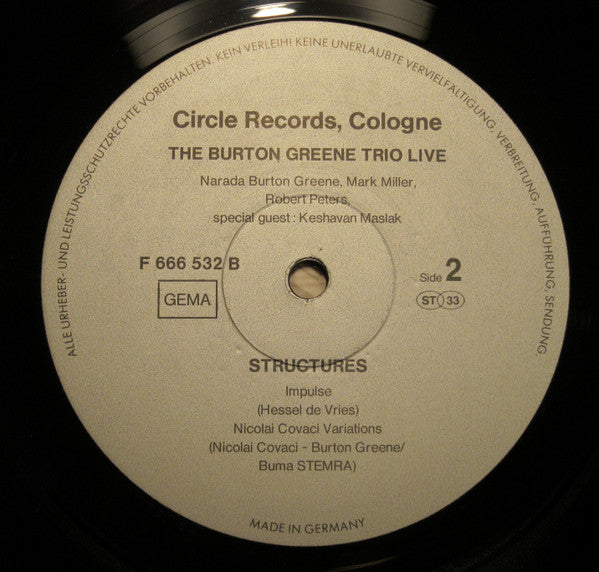 ALLE URHEBER- UND LEISTUNGSSCHUTZRECHTE VORBEHALTEN. KEIN VERLEIH! KEINE UNERLAUBTE VERVIELFÄLTIGUNG, VERBREITUNG, AUFFÜHRUNG, SENDUNG
Circle Records, Cologne
THE BURTON GREENE TRIO LIVE
Narada Burton Greene, Mark Miller,
Robert Peters,
special guest : Keshavan Maslak
F 666 532 B
Side 2
GEMA
ST 33
STRUCTURES
Impulse
(Hessel de Vries)
Nicolai Covaci Variations
(Nicolai Covaci - Burton Greene/
Buma STEMRA)
MADE IN GERMANY